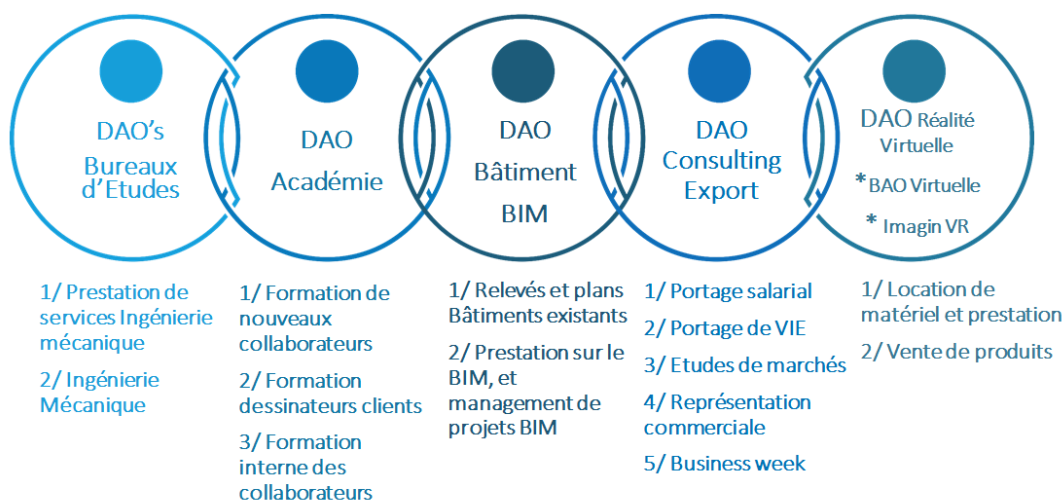 DAO's
Bureaux
d'Etudes
DAO
Académie
DAO
Bâtiment
BIM
DAO
Consulting
Export
DAO Réalité
Virtuelle
* BAO Virtuelle
* Imagin VR
1/ Prestation de
services Ingénierie
mécanique
2/ Ingénierie
Mécanique
1/ Formation de
nouveaux
collaborateurs
2/ Formation
dessinateurs clients
3/ Formation
interne des
collaborateurs
1/ Relevés et plans
Bâtiments existants
2/ Prestation sur le
BIM, et
management de
projets BIM
1/ Portage salarial
2/ Portage de VIE
3/ Etudes de marchés
4/ Représentation
commerciale
5/ Business week
1/ Location de
matériel et prestation
2/ Vente de produits